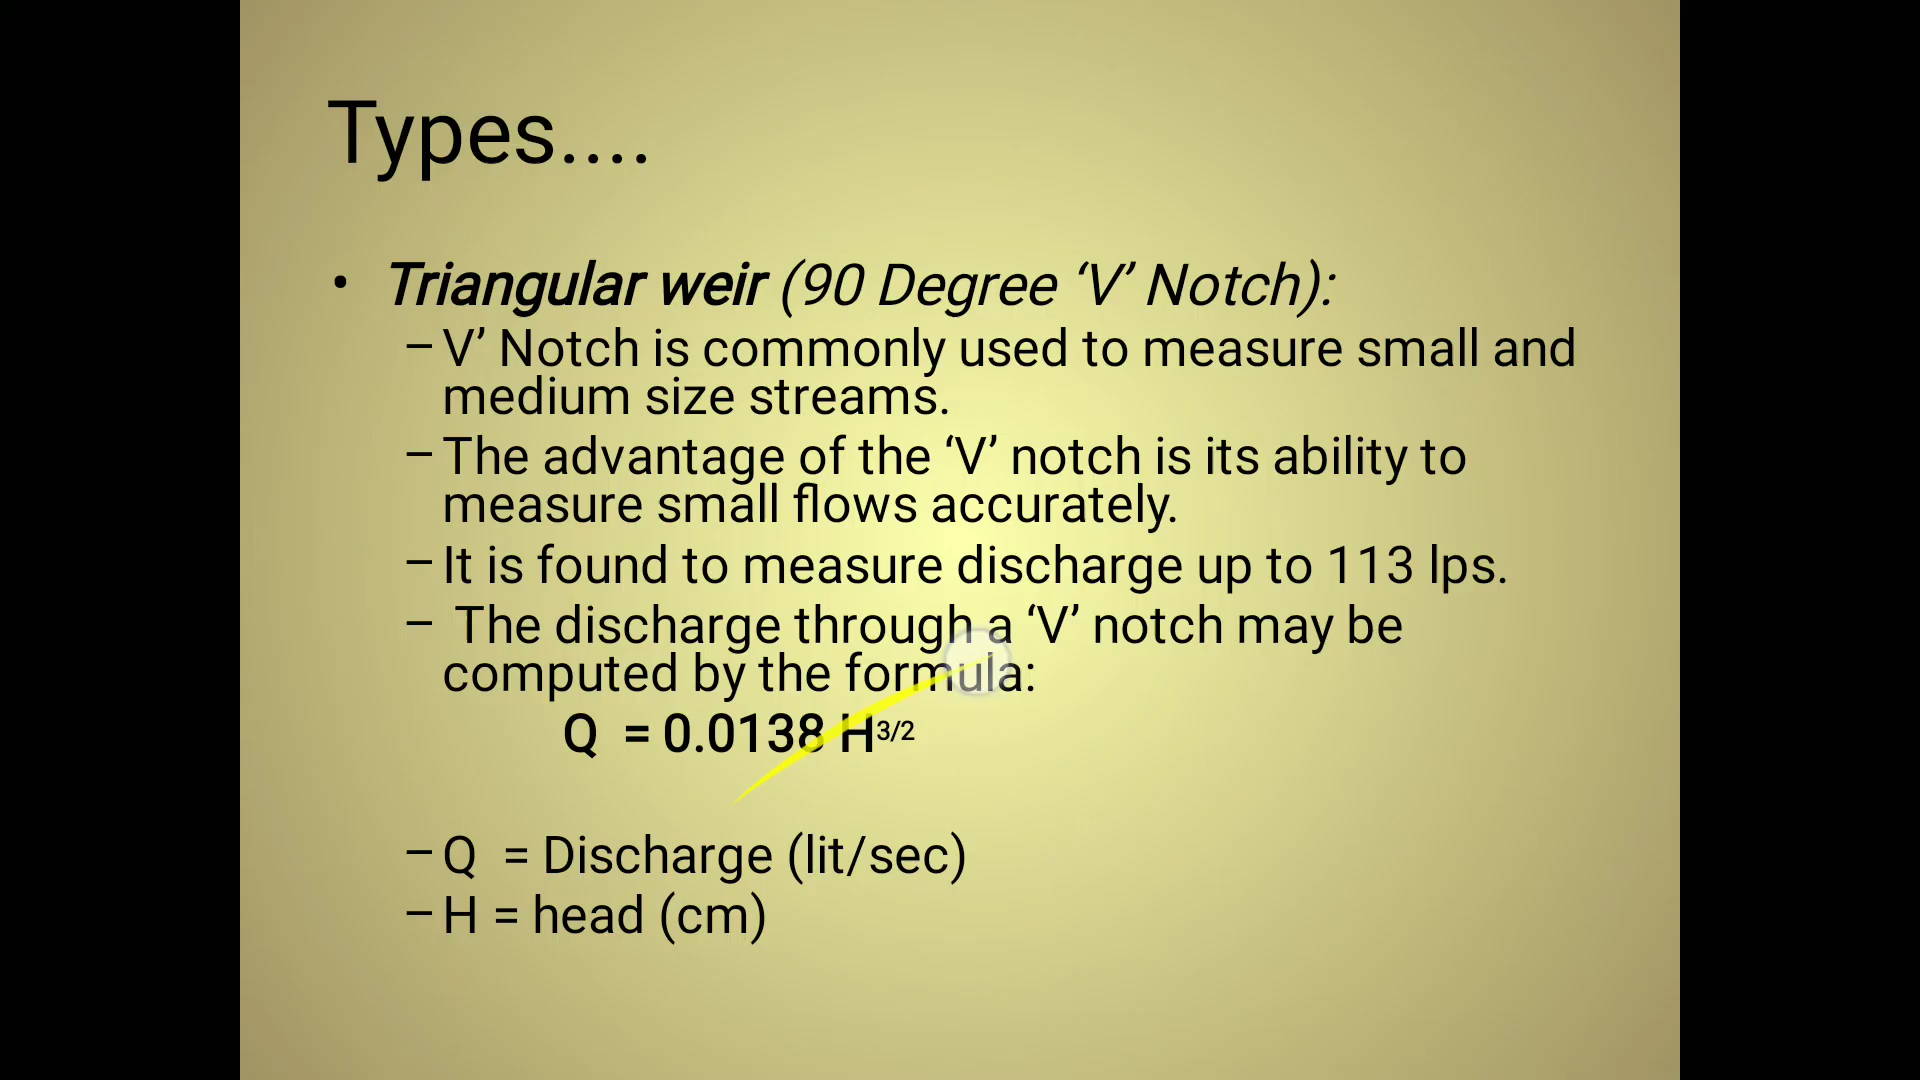 Types....
• Triangular weir (90 Degree ‘V’ Notch):
– V’ Notch is commonly used to measure small and
medium size streams.
– The advantage of the ‘V’ notch is its ability to
measure small flows accurately.
– It is found to measure discharge up to 113 lps.
– The discharge through a ‘V’ notch may be
computed by the formula:
Q = 0.0138 H3/2
– Q = Discharge (lit/sec)
– H = head (cm)